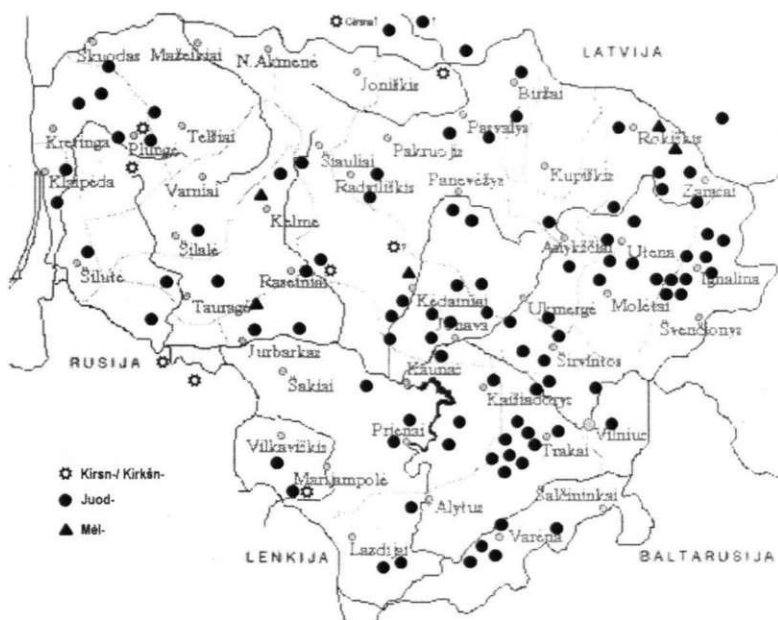 Cirsna ?
?
Skuodas
Mažeikiai
N.Akmenė
LATVIJA
Joniškis
Biržai
Kretinga
Plungė
Telšiai
Pasvalys
Rokiškis
Pakruojis
Šiauliai
Klaipėda
Varniai
Radviliškis
Panevėžys
Kupiškis
Zarasai
Kelmė
Šilalė
?
Anykščiai
Utena
Šilutė
Raseiniai
Ignalina
Tauragė
Kėdainiai
Ukmergė
Molėtai
Jonava
Švenčionys
RUSIJA
Jurbarkas
Širvintos
Šakiai
Kaunas
Kaišiadorys
Prienai
Vilnius
Vilkaviškis
Trakai
Kirsn-/ Kirkšn-
Marijampolė
Juod-
Alytus
Šalčininkai
Mėl-
Varėna
LENKIJA
Lazdijai
BALTARUSIJA